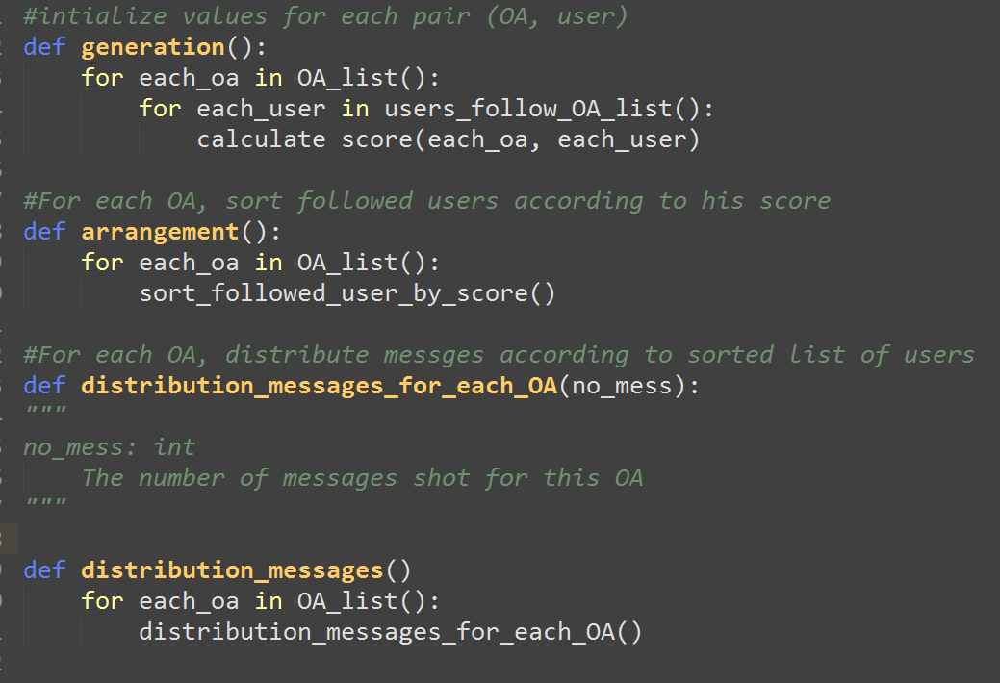 #intialize values for each pair (OA, user)
def generation():
    for each_oa in OA_list():
        for each_user in users_follow_OA_list():
            calculate score(each_oa, each_user)
#For each OA, sort followed users according to his score
def arrangement():
    for each_oa in OA_list():
        sort_followed_user_by_score()
#For each OA, distribute messges according to sorted list of users
def distribution_messages_for_each_OA(no_mess):
"""
no_mess: int
    The number of messages shot for this OA
"""
def distribution_messages()
    for each_oa in OA_list():
        distribution_messages_for_each_OA()